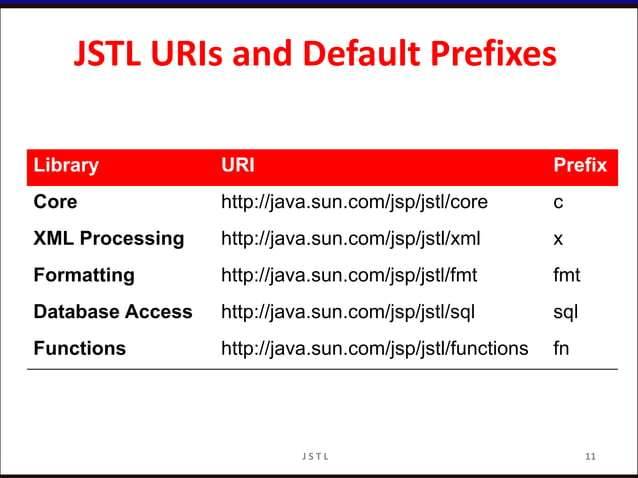 JSTL URIs and Default Prefixes
Library URI Prefix
Core http://java.sun.com/jsp/jstl/core c
XML Processing http://java.sun.com/jsp/jstl/xml x
Formatting http://java.sun.com/jsp/jstl/fmt fmt
Database Access http://java.sun.com/jsp/jstl/sql sql
Functions http://java.sun.com/jsp/jstl/functions fn
J S T L 11